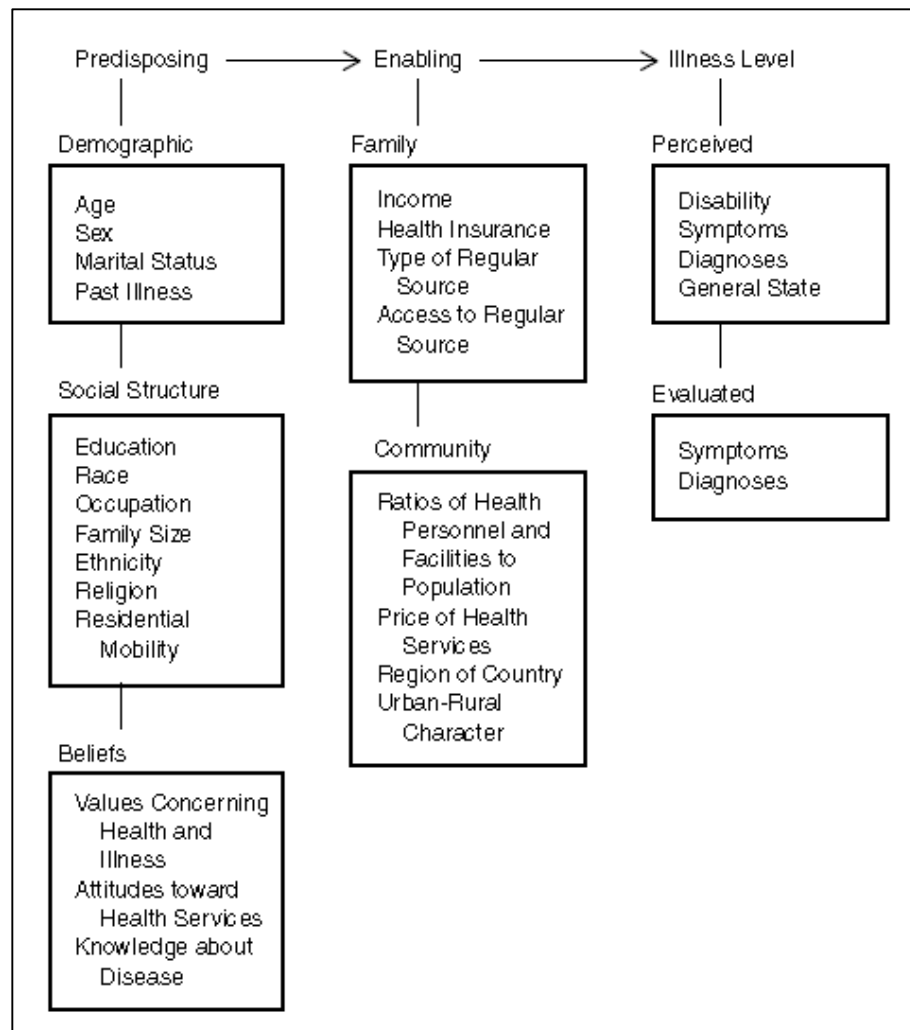 Predisposing
Enabling
Illness Level
Demographic
Age
Sex
Marital Status
Past Illness
Social Structure
Education
Race
Occupation
Family Size
Ethnicity
Religion
Residential
Mobility
Beliefs
Values Concerning
Health and
Illness
Attitudes toward
Health Services
Knowledge about
Disease
Family
Income
Health Insurance
Type of Regular
Source
Access to Regular
Source
Community
Ratios of Health
Personnel and
Facilities to
Population
Price of Health
Services
Region of Country
Urban-Rural
Character
Perceived
Disability
Symptoms
Diagnoses
General State
Evaluated
Symptoms
Diagnoses